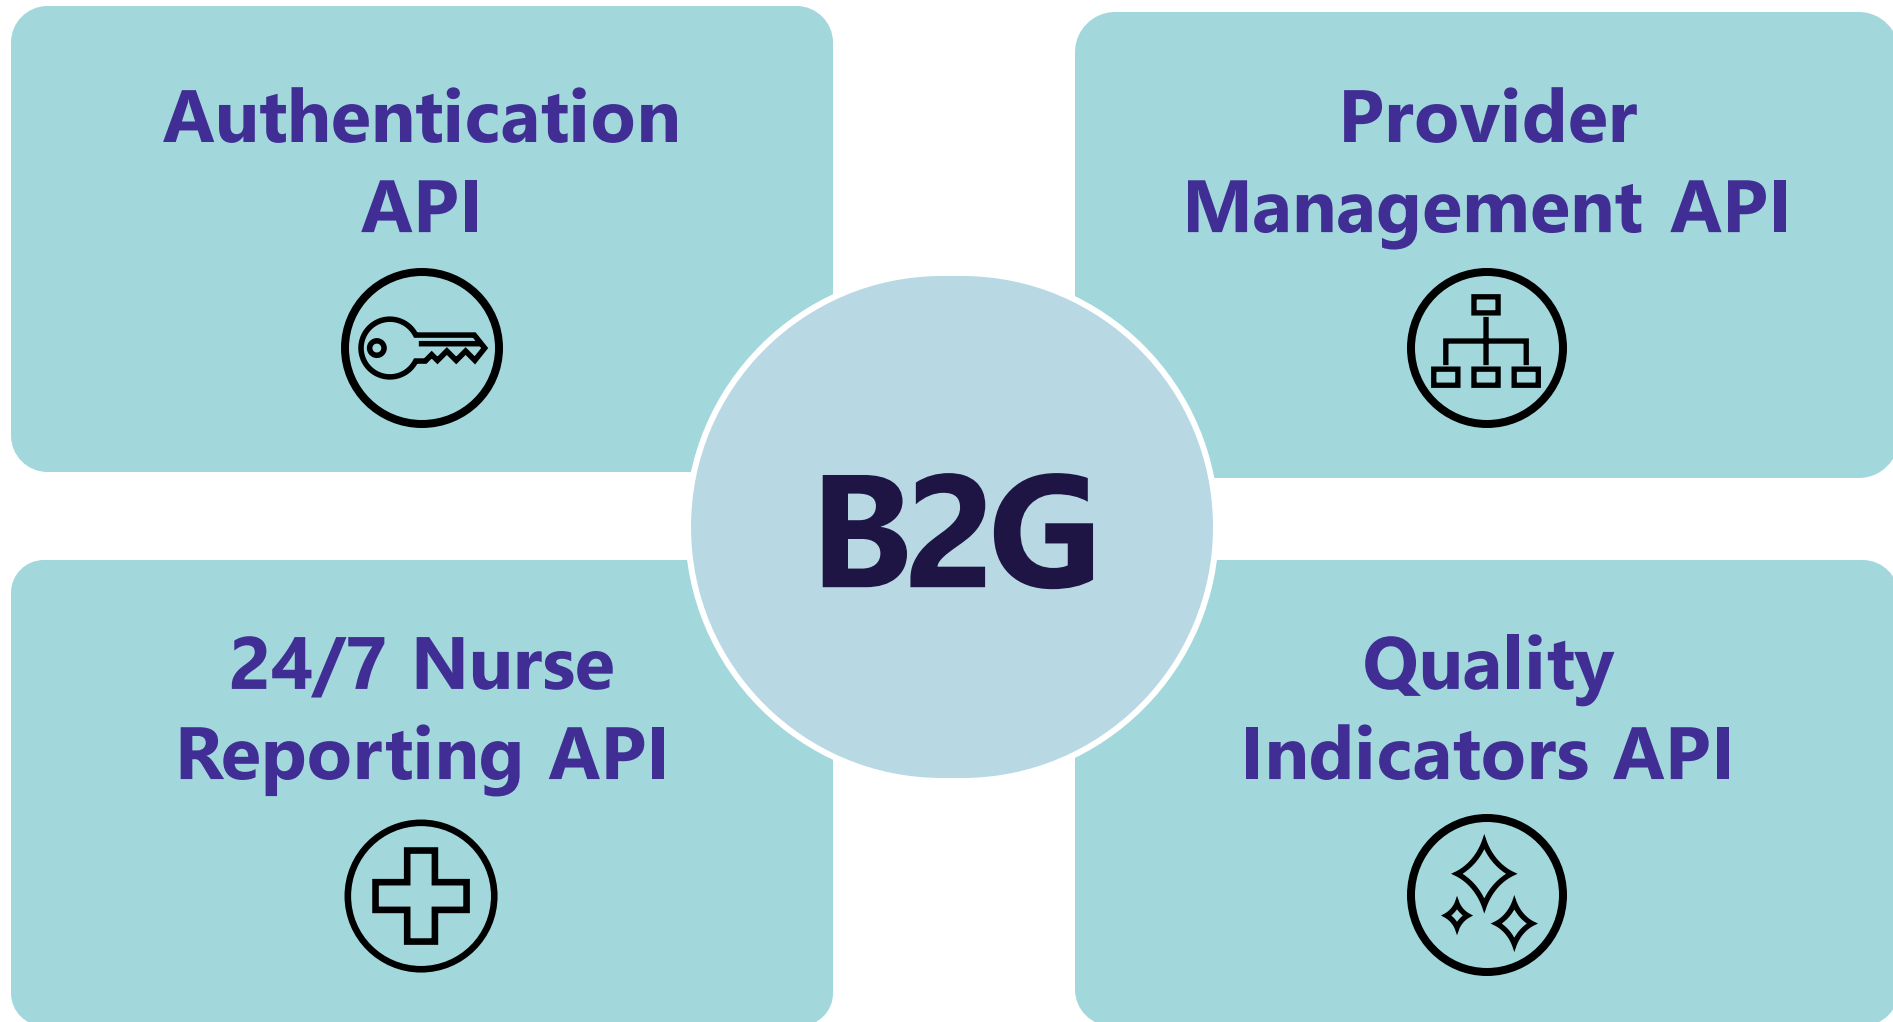 Authentication
API
Provider
Management API
B2G
24/7 Nurse
Reporting API
Quality
Indicators API